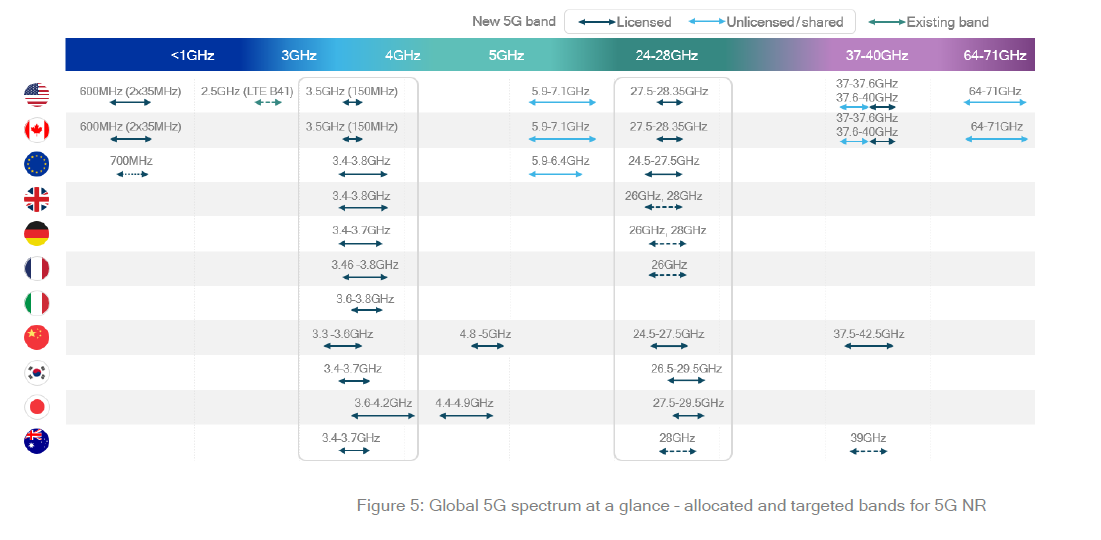 New 5G band Licensed Unlicensed/shared Existing band
<1GHz 3GHz 4GHz 5GHz 24-28GHz 37-40GHz 64-71GHz
600MHz (2x35MHz) 2.5GHz (LTE B41) 3.5GHz (150MHz) 5.9-7.1GHz 27.5-28.35GHz 37-37.6GHz 64-71GHz
37.6-40GHz
600MHz (2x35MHz) 3.5GHz (150MHz) 5.9-7.1GHz 27.5-28.35GHz 37-37.6GHz 64-71GHz
37.6-40GHz
700MHz 3.4-3.8GHz 5.9-6.4GHz 24.5-27.5GHz
3.4-3.8GHz 26GHz, 28GHz
3.4-3.7GHz 26GHz, 28GHz
3.46 -3.8GHz 26GHz
3.6-3.8GHz
3.3 -3.6GHz 4.8 -5GHz 24.5-27.5GHz 37.5-42.5GHz
3.4-3.7GHz 26.5-29.5GHz
3.6-4.2GHz 4.4-4.9GHz 27.5-29.5GHz
3.4-3.7GHz 28GHz 39GHz
Figure 5: Global 5G spectrum at a glance - allocated and targeted bands for 5G NR